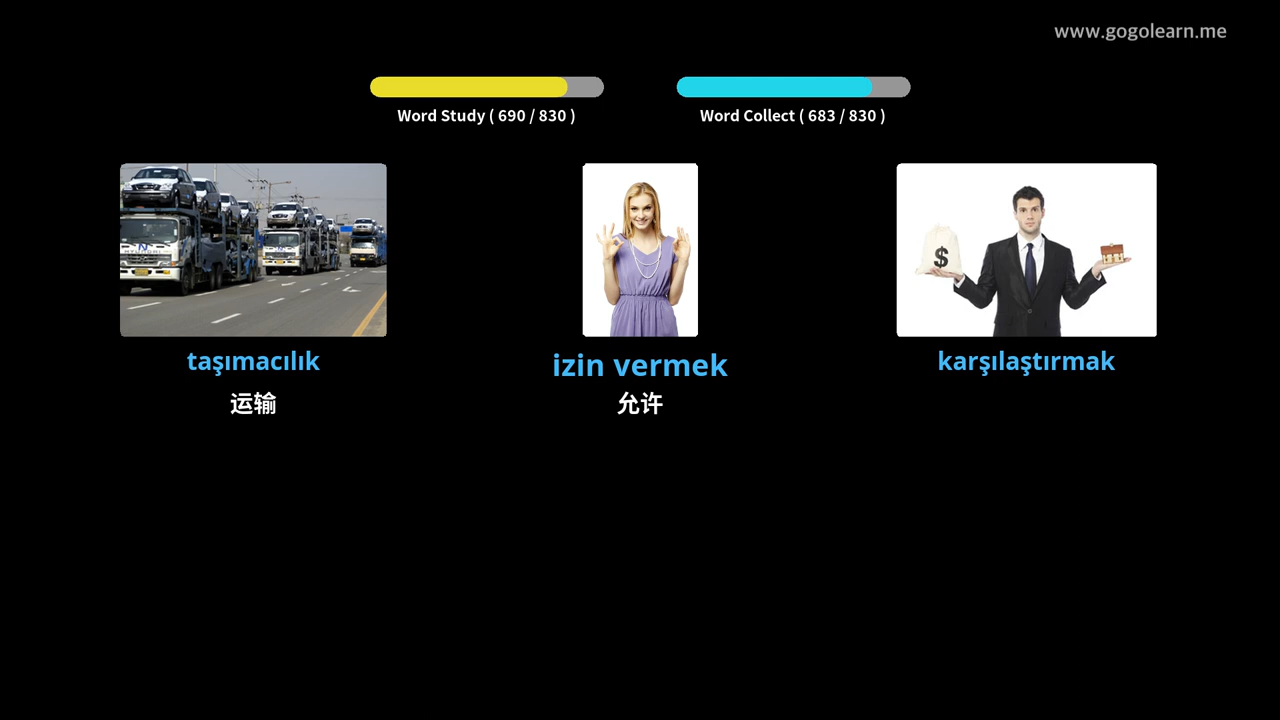 www.gogolearn.me
Word Study ( 690 / 830 )
Word Collect ( 683 / 830 )
taşımacılık
运输
izin vermek
允许
karşılaştırmak
$